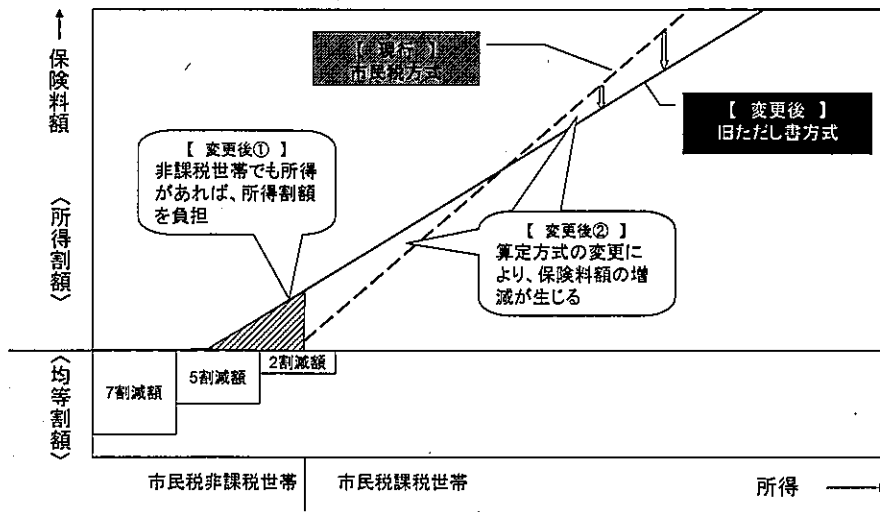 保険料額
〈所得割額〉
〈均等割額〉
【 現行 】
市民税方式
【 変更後 】
旧ただし書方式
【 変更後① 】
非課税世帯でも所得
があれば、所得割額
を負担
【 変更後② 】
算定方式の変更に
より、保険料額の増
減が生じる
7割減額
5割減額
2割減額
市民税非課税世帯
市民税課税世帯
所得